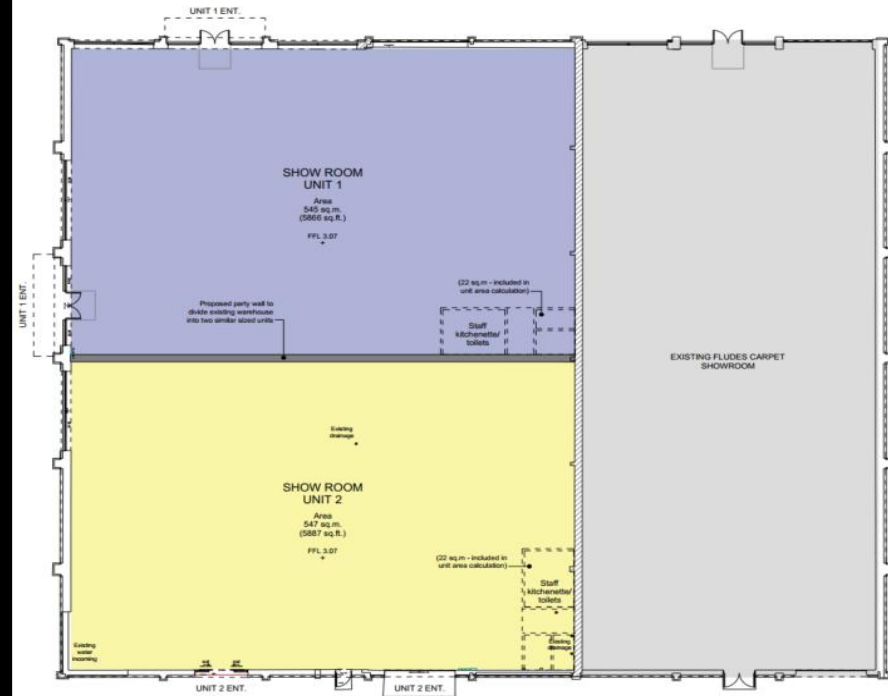 UNIT 1 ENT.
SHOW ROOM
UNIT 1
Area
545 sq.m.
(5866 sq.ft.)
FFL 3.07
(22 sq.m - included in
unit area calculation)
UNIT 1 ENT.
Proposed party wall to
divide existing warehouse
into two similar sized units
Staff
kitchenette/
toilets
EXISTING FLUDES CARPET
SHOWROOM
Existing
drainage
SHOW ROOM
UNIT 2
Area
547 sq.m.
(5887 sq.ft.)
FFL 3.07
(22 sq.m - included in
unit area calculation)
Staff
kitchenette/
toilets
Existing
water
incoming
Existing
drainage
UNIT 2 ENT.
UNIT 2 ENT.